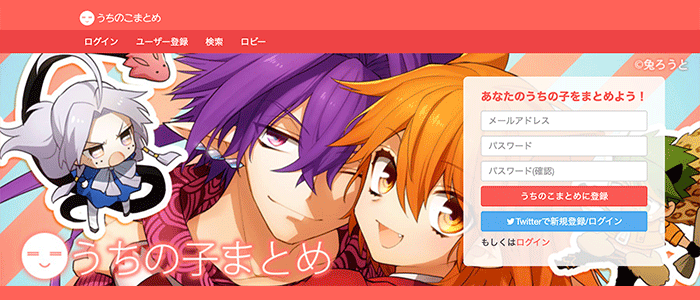 うちのこまとめ
ログイン ユーザー登録 検索 ロビー
©兎ろうと
あなたのうちの子をまとめよう！
メールアドレス
パスワード
パスワード(確認)
うちのこまとめに登録
Twitterで新規登録/ログイン
もしくはログイン
うちの子まとめ